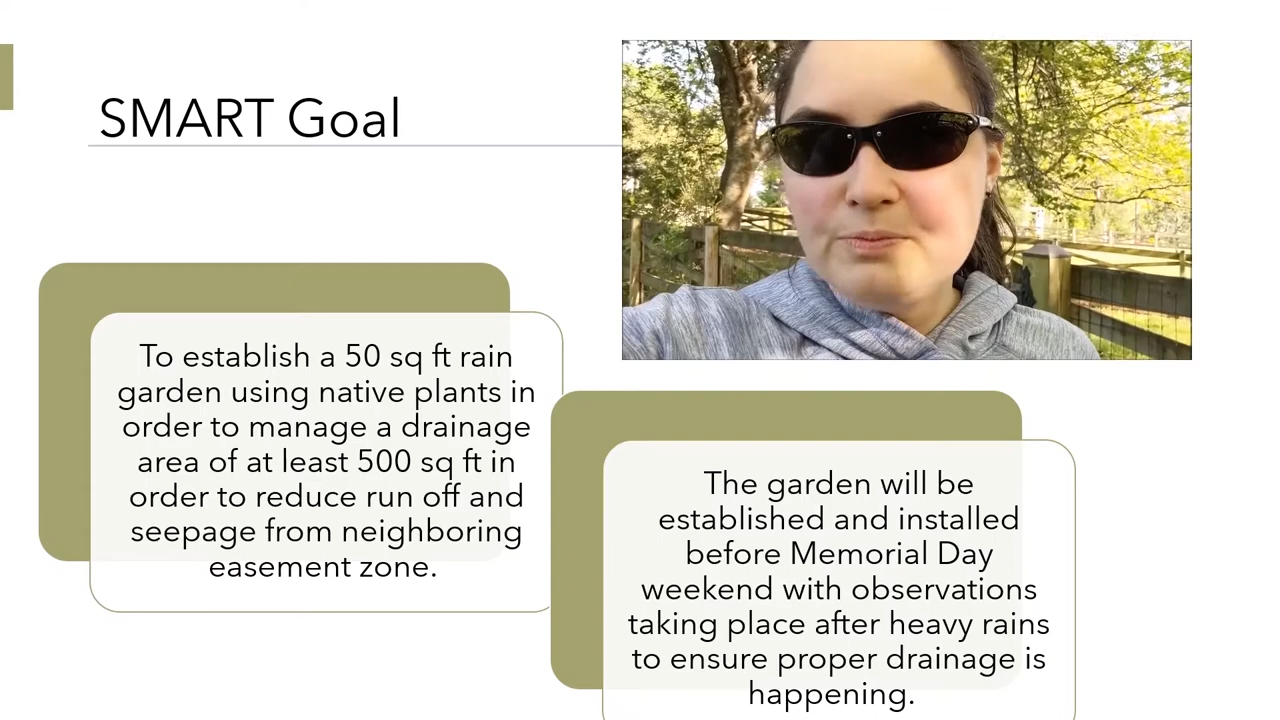 SMART Goal
To establish a 50 sq ft rain
garden using native plants in
order to manage a drainage
area of at least 500 sq ft in
order to reduce run off and
seepage from neighboring
easement zone.
The garden will be
established and installed
before Memorial Day
weekend with observations
taking place after heavy rains
to ensure proper drainage is
happening.